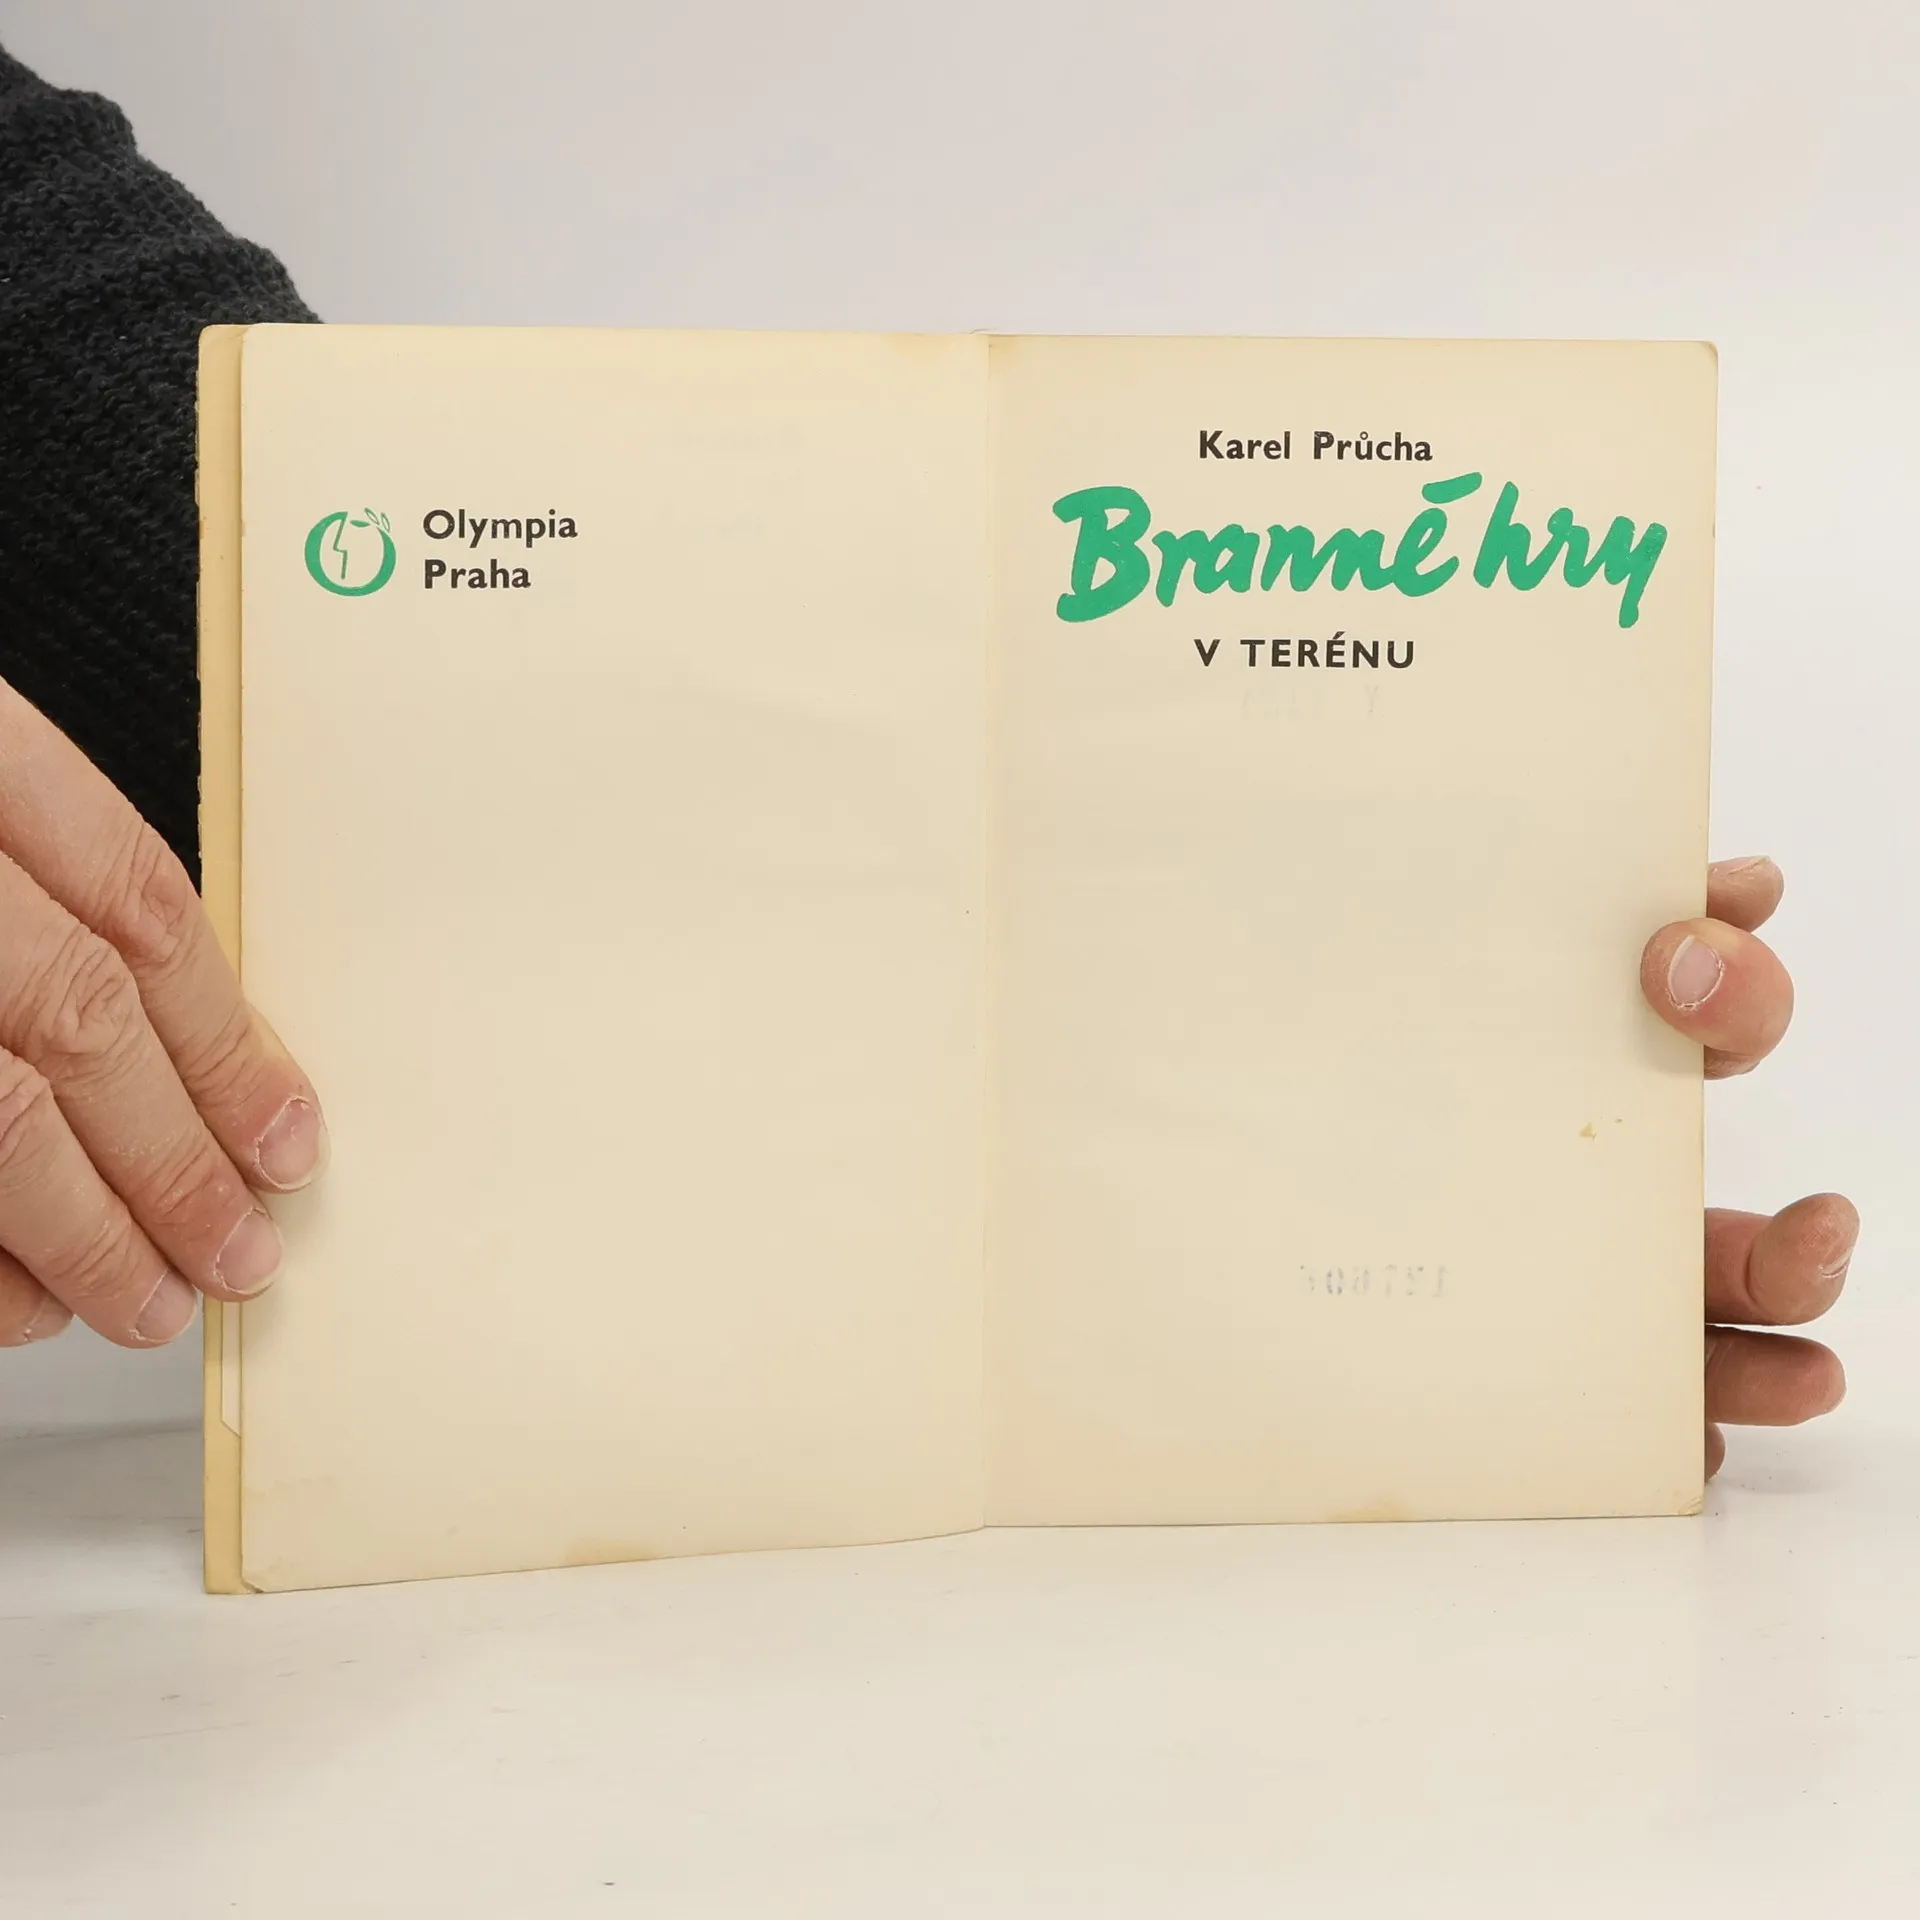 Olympia
Praha
Karel Průcha
Branné hry
V TERÉNU